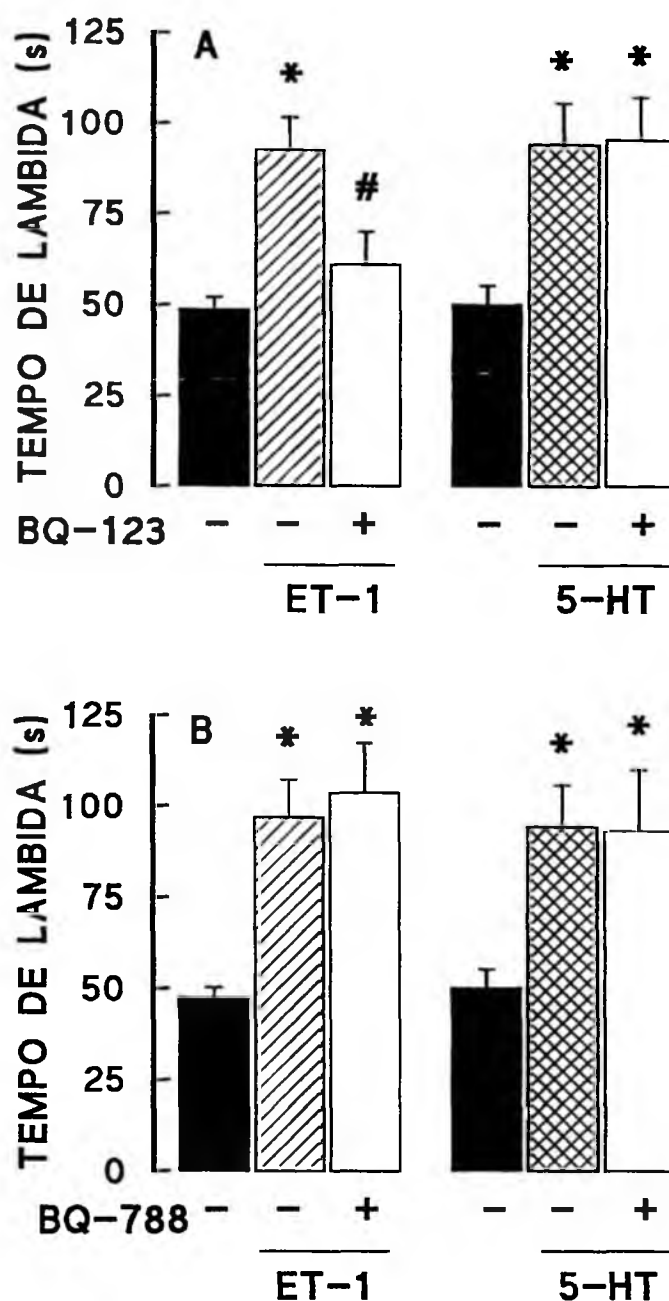 TEMPO DE LAMBIDA (s)
125
100
75
50
25
0
A
*
#
*
*
BQ-123 - - + - - +
ET-1 5-HT
TEMPO DE LAMBIDA (s)
125
100
75
50
25
0
B
*
*
*
*
BQ-788 - - + - - +
ET-1 5-HT